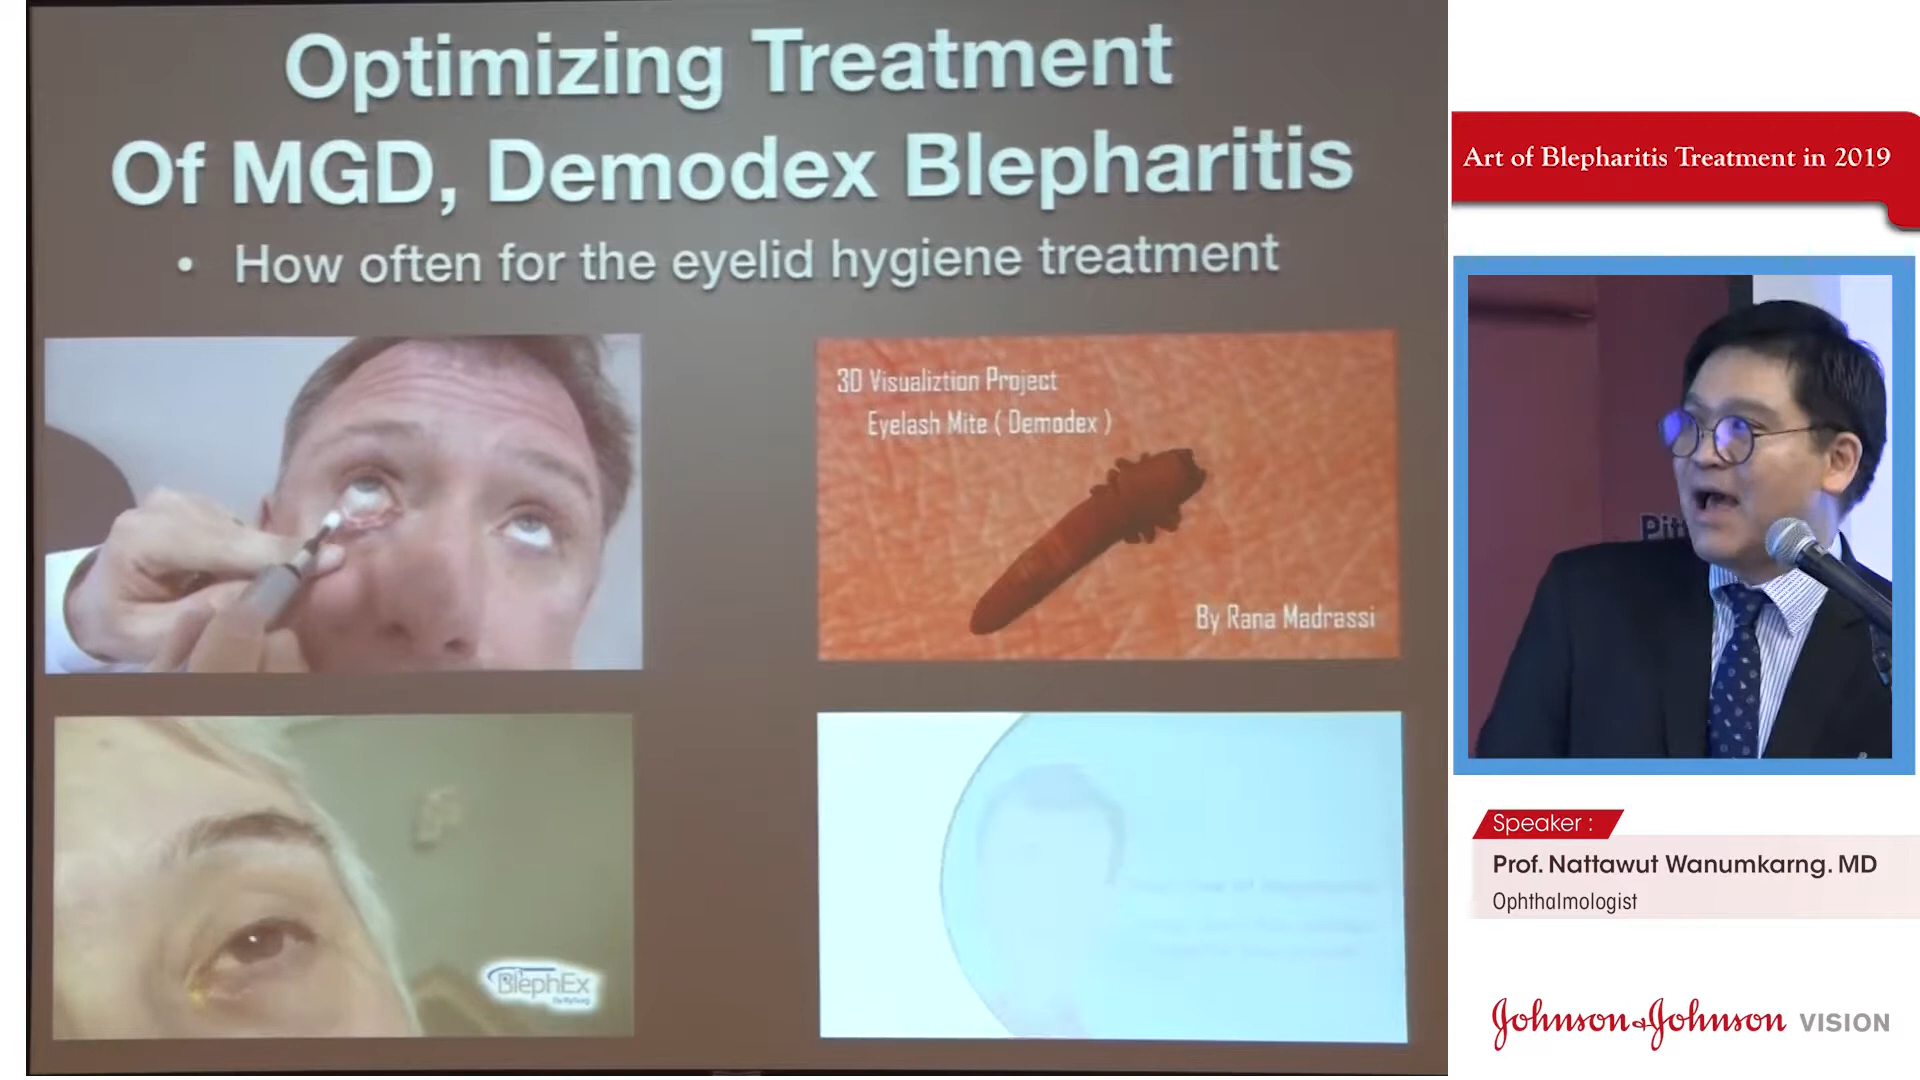 Optimizing Treatment
Of MGD, Demodex Blepharitis
• How often for the eyelid hygiene treatment
3D Visualiztion Project
Eyelash Mite ( Demodex )
By Rana Madrassi
BlephEx
Art of Blepharitis Treatment in 2019
Speaker :
Prof. Nattawut Wanumkarng. MD
Ophthalmologist
Johnson & Johnson VISION